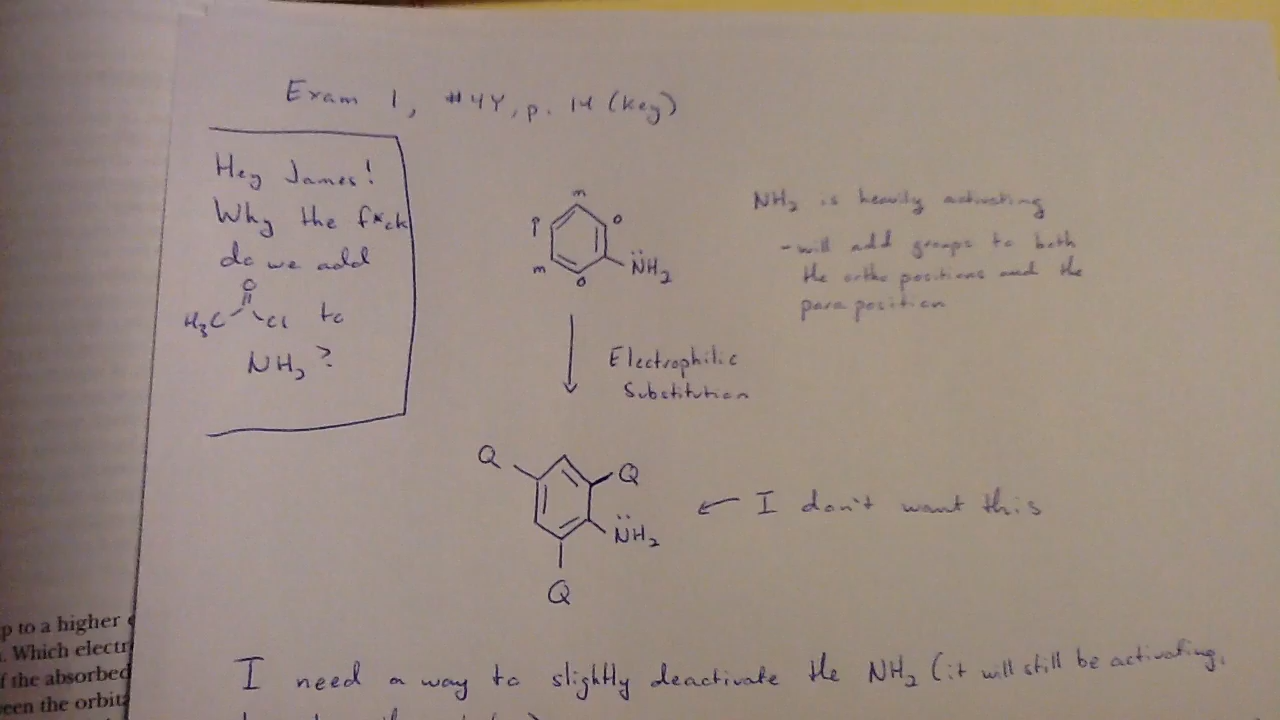 Exam 1, #4Y, p. 14 (key)
Hey James!
Why the f*ck
do we add
O
H3C Cl to
NH2?
m
p o
m NH2
o
NH2 is heavily activating
- will add groups to both
the ortho positions and the
para position
Electrophilic
Substitution
Q Q
NH2
Q
← I don't want this
I need a way to slightly deactivate the NH2 (it will still be activating,
p to a higher
. Which electr
f the absorbed
een the orbita